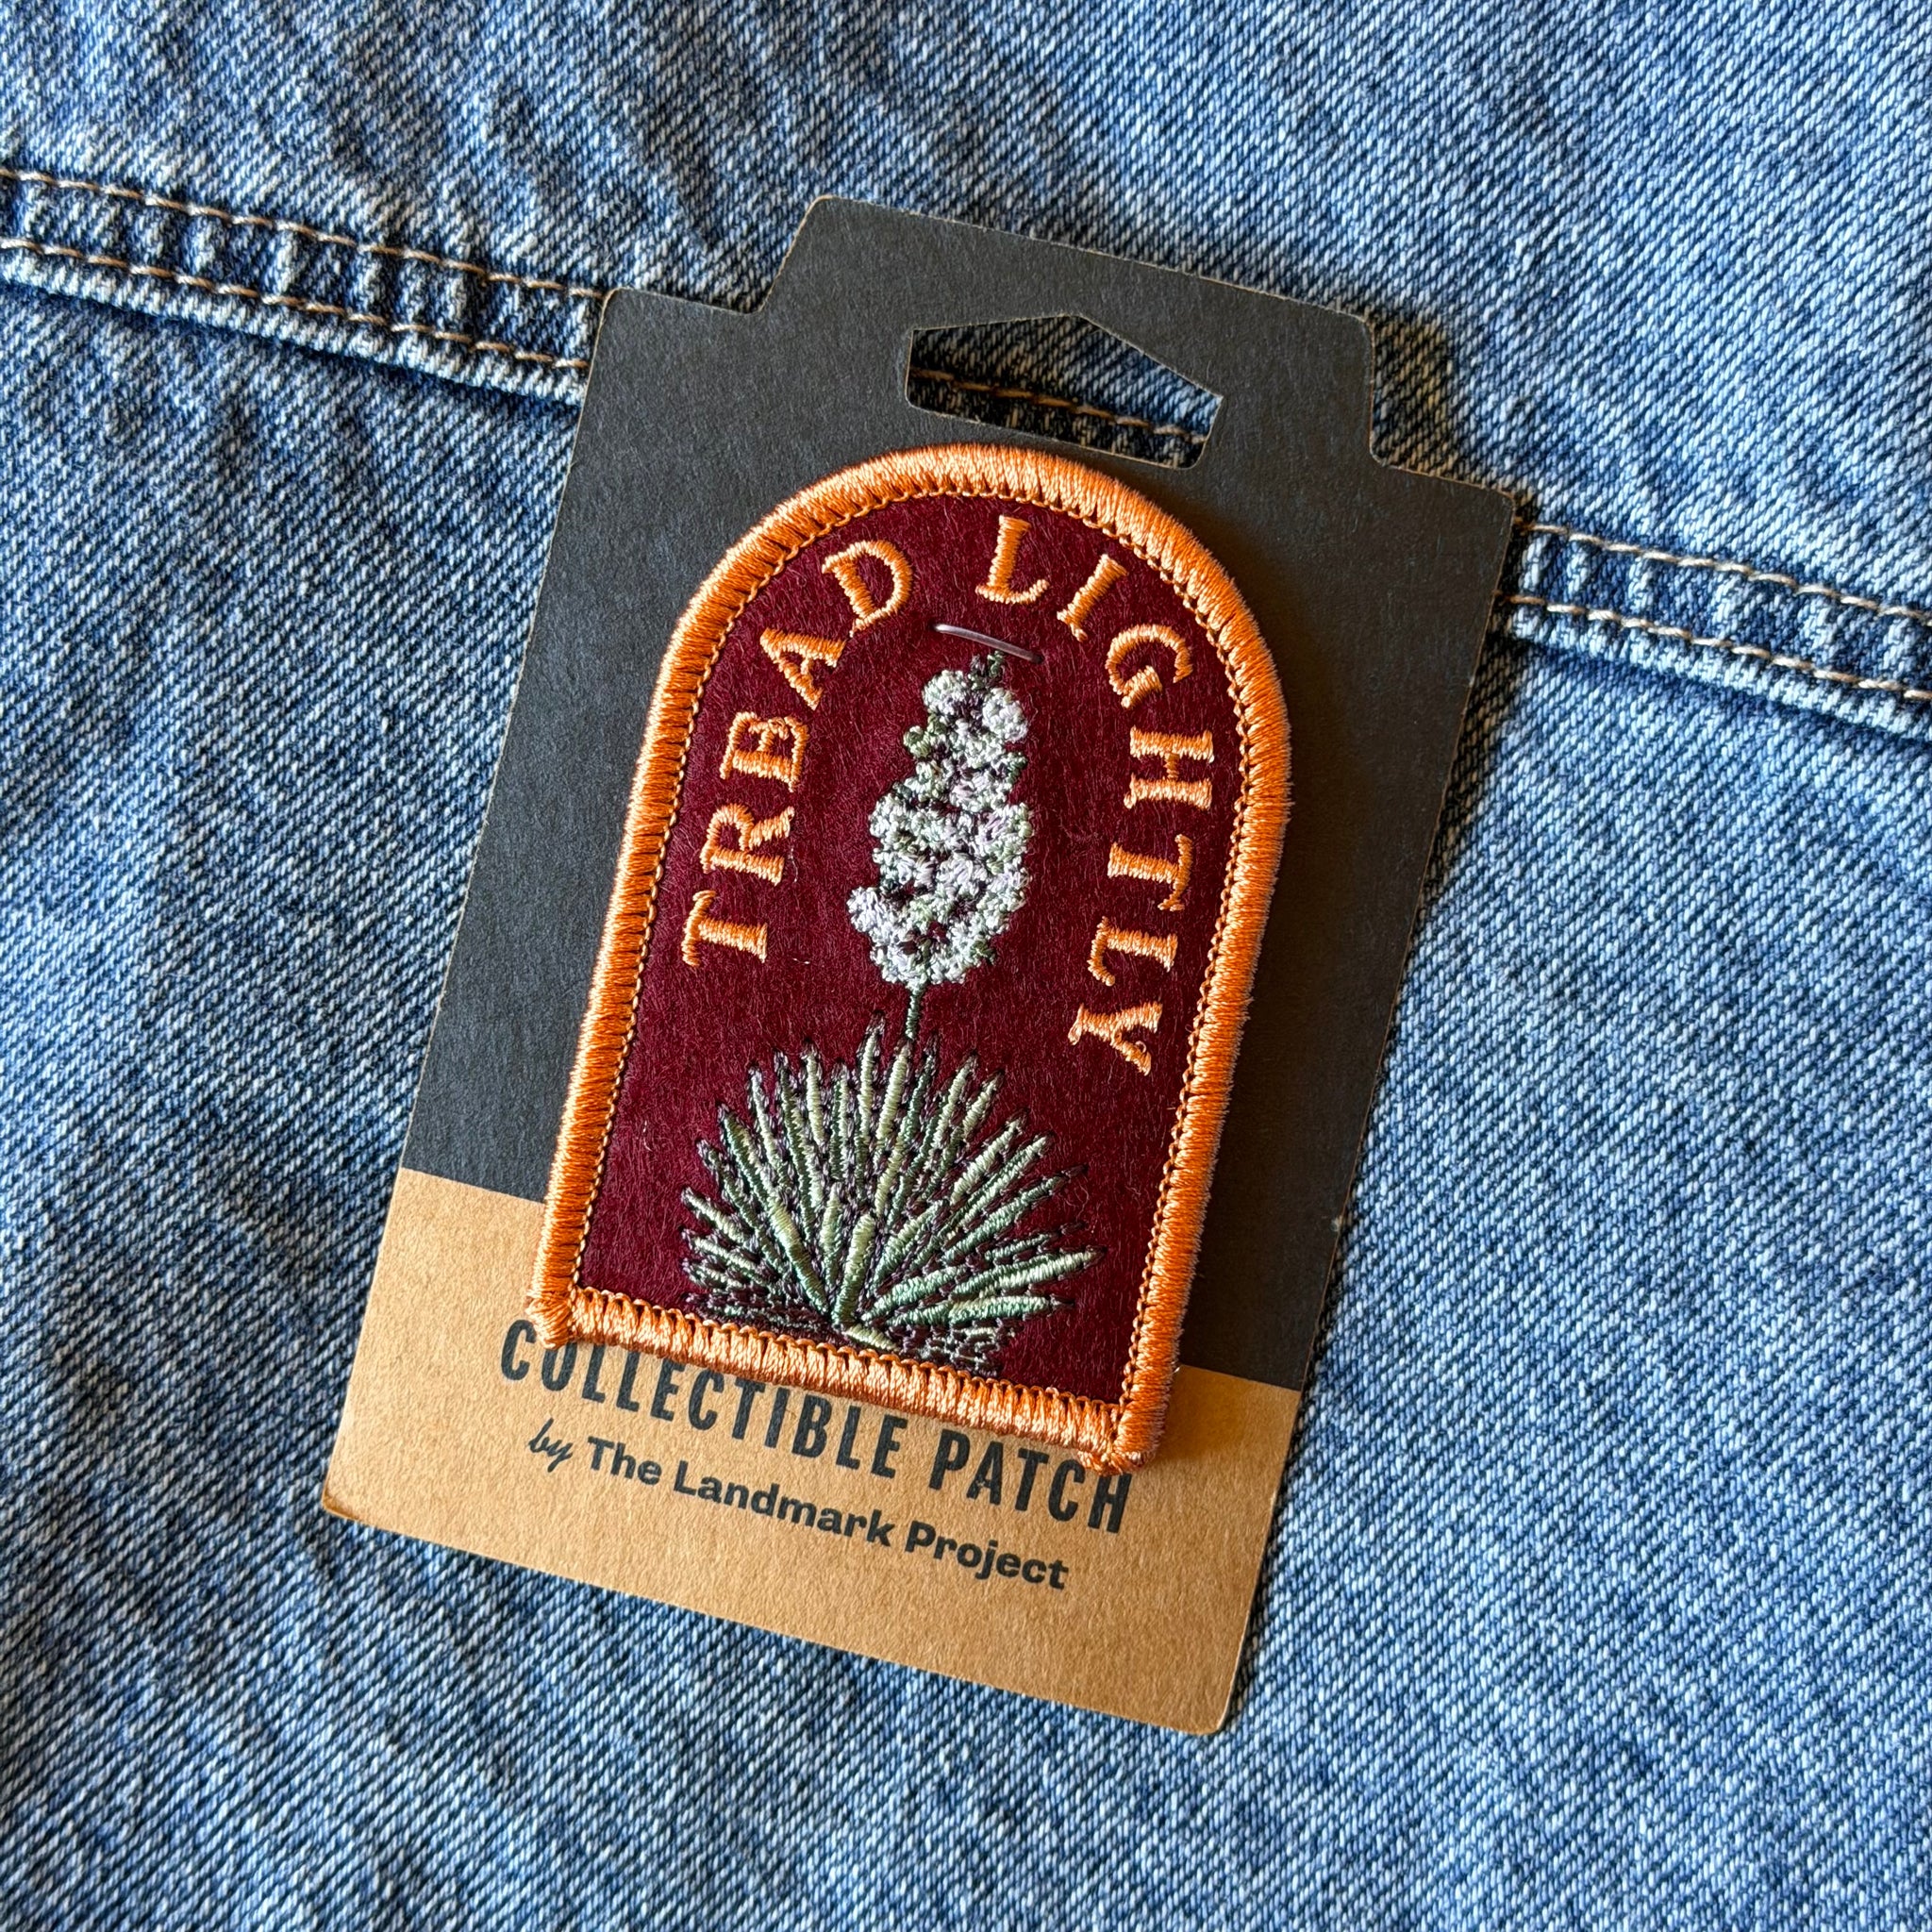 TREAD LIGHTLY
COLLECTIBLE PATCH
by The Landmark Project